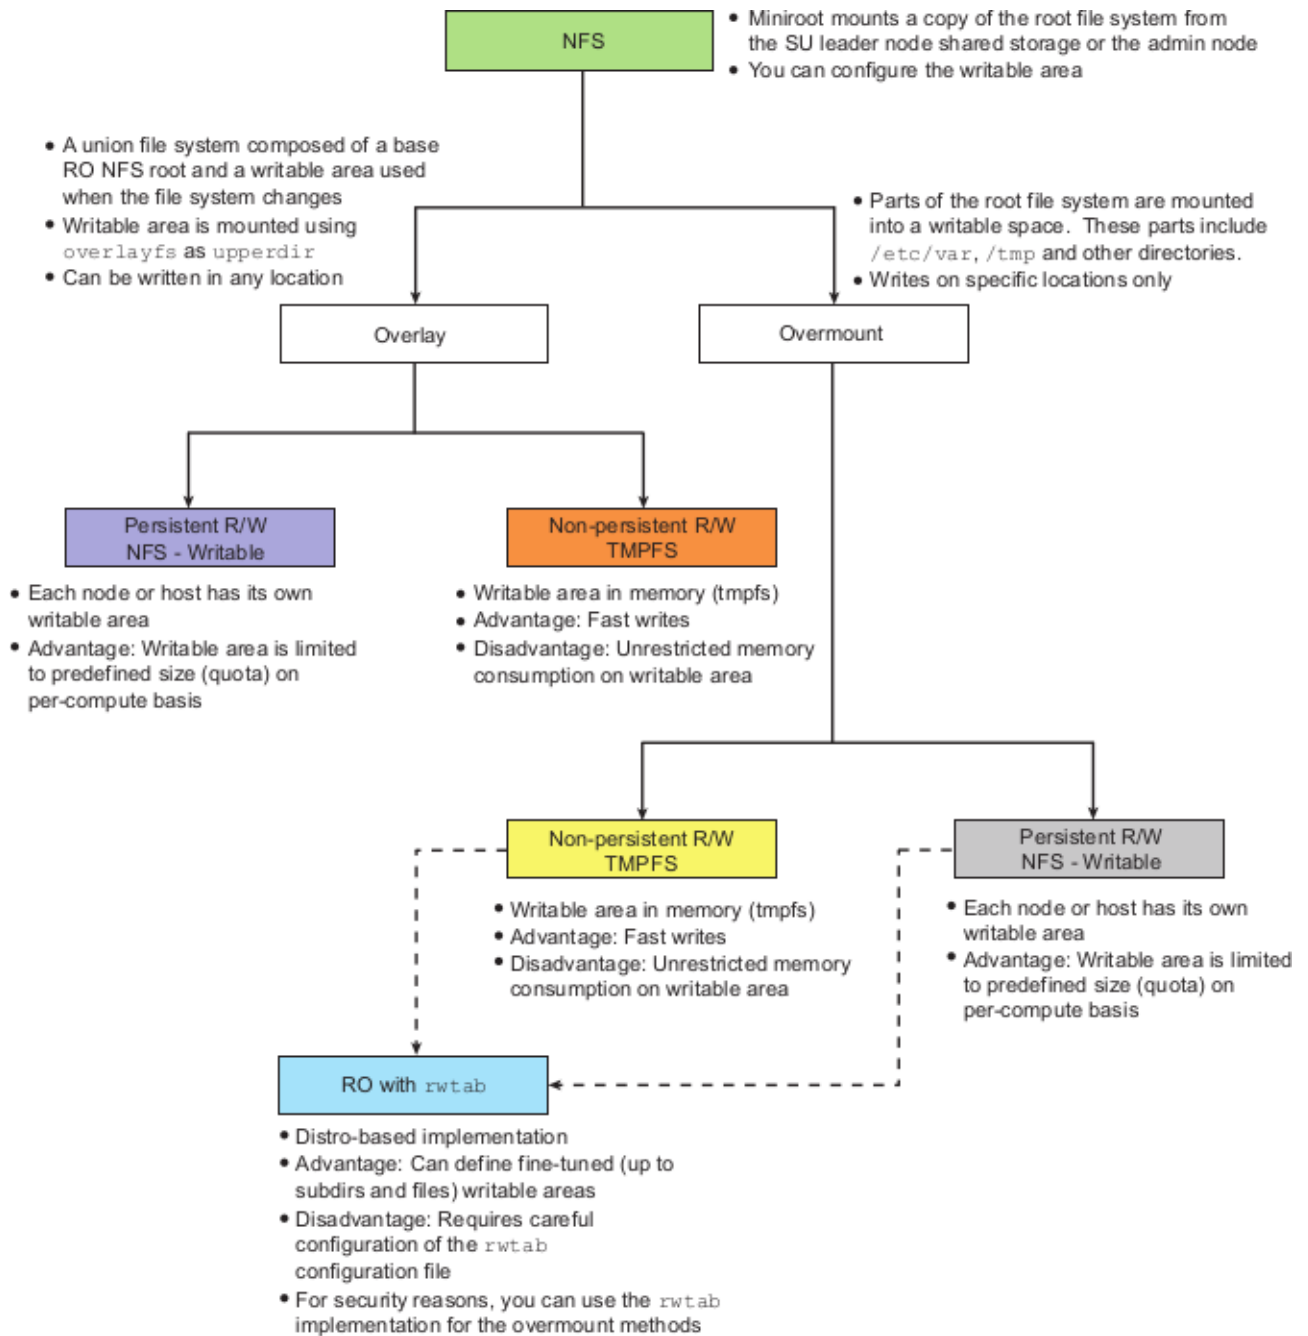 NFS
• Miniroot mounts a copy of the root file system from
the SU leader node shared storage or the admin node
• You can configure the writable area
• A union file system composed of a base
RO NFS root and a writable area used
when the file system changes
• Writable area is mounted using
overlayfs as upperdir
• Can be written in any location
• Parts of the root file system are mounted
into a writable space. These parts include
/etc/var, /tmp and other directories.
• Writes on specific locations only
Overlay
Overmount
Persistent R/W
NFS - Writable
• Each node or host has its own
writable area
• Advantage: Writable area is limited
to predefined size (quota) on
per-compute basis
Non-persistent R/W
TMPFS
• Writable area in memory (tmpfs)
• Advantage: Fast writes
• Disadvantage: Unrestricted memory
consumption on writable area
Non-persistent R/W
TMPFS
• Writable area in memory (tmpfs)
• Advantage: Fast writes
• Disadvantage: Unrestricted memory
consumption on writable area
Persistent R/W
NFS - Writable
• Each node or host has its own
writable area
• Advantage: Writable area is limited
to predefined size (quota) on
per-compute basis
RO with rwtab
• Distro-based implementation
• Advantage: Can define fine-tuned (up to
subdirs and files) writable areas
• Disadvantage: Requires careful
configuration of the rwtab
configuration file
• For security reasons, you can use the rwtab
implementation for the overmount methods